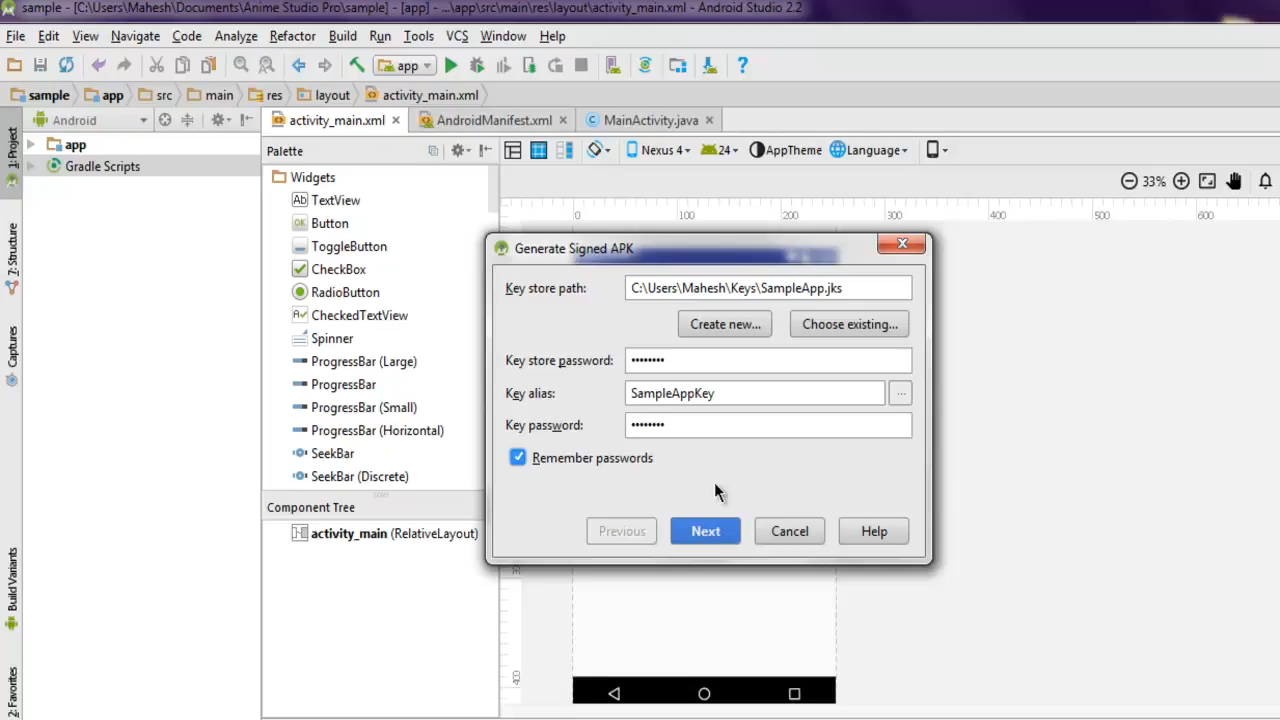 sample - [C:\Users\Mahesh\Documents\Anime Studio Pro\sample] - [app] - ...\app\src\main\res\layout\activity_main.xml - Android Studio 2.2
File Edit View Navigate Code Analyze Refactor Build Run Tools VCS Window Help
app
sample app src main res layout activity_main.xml
Android
activity_main.xml AndroidManifest.xml MainActivity.java
1: Project
7: Structure
Captures
Build Variants
2: Favorites
app
Gradle Scripts
Palette
Widgets
Ab TextView
OK Button
ToggleButton
CheckBox
RadioButton
CheckedTextView
Spinner
ProgressBar (Large)
ProgressBar
ProgressBar (Small)
ProgressBar (Horizontal)
SeekBar
SeekBar (Discrete)
Component Tree
activity_main (RelativeLayout)
Nexus 4 24 AppTheme Language
33%
0 100 200 300 400 500 600
Generate Signed APK
Key store path: C:\Users\Mahesh\Keys\SampleApp.jks
Create new... Choose existing...
Key store password: ••••••••
Key alias: SampleAppKey ...
Key password: ••••••••
Remember passwords
Previous Next Cancel Help
400